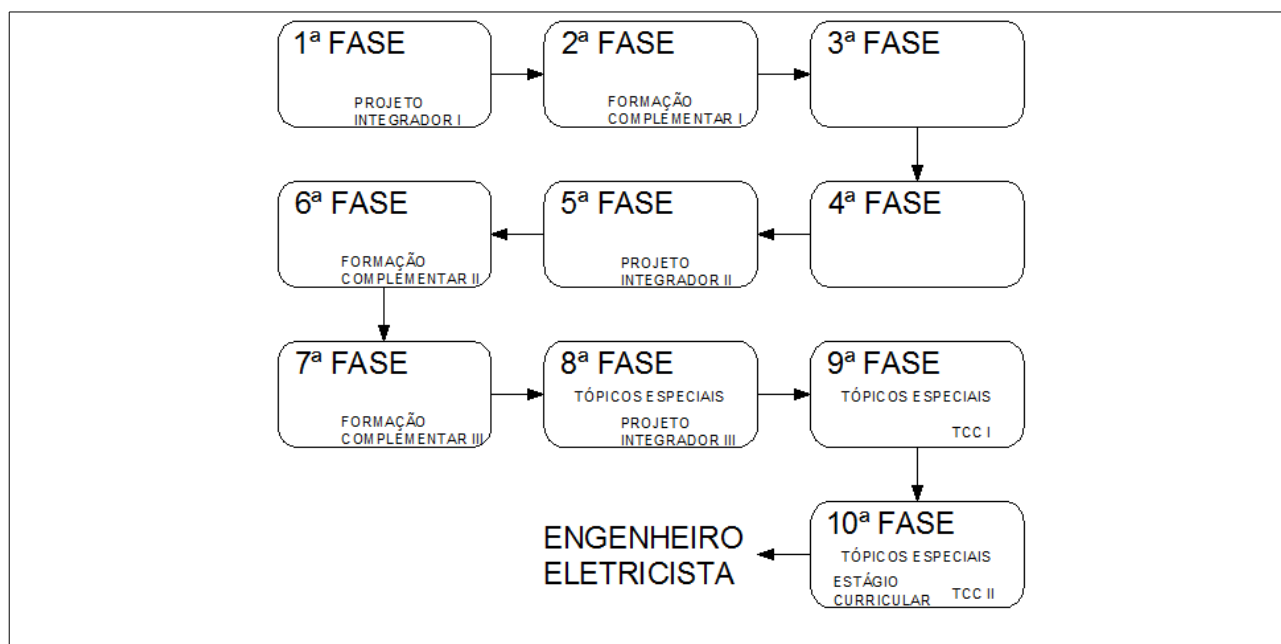 1ª FASE
PROJETO
INTEGRADOR I
2ª FASE
FORMAÇÃO
COMPLEMENTAR I
3ª FASE
6ª FASE
FORMAÇÃO
COMPLEMENTAR II
5ª FASE
PROJETO
INTEGRADOR II
4ª FASE
7ª FASE
FORMAÇÃO
COMPLEMENTAR III
8ª FASE
TÓPICOS ESPECIAIS
PROJETO
INTEGRADOR III
9ª FASE
TÓPICOS ESPECIAIS
TCC I
ENGENHEIRO
ELETRICISTA
10ª FASE
TÓPICOS ESPECIAIS
ESTÁGIO
CURRICULAR
TCC II